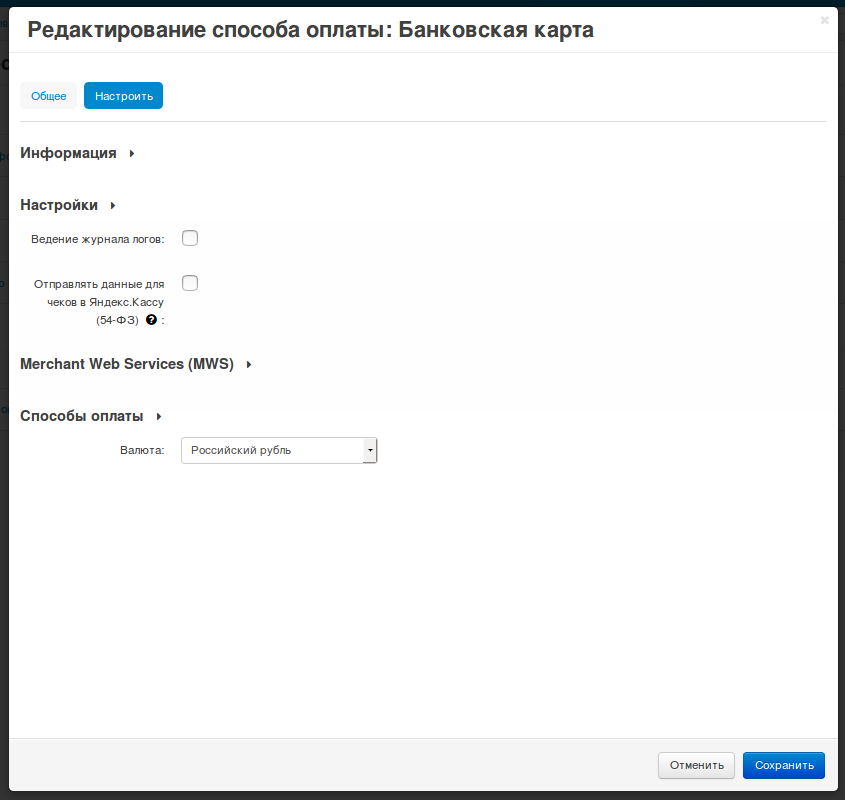 Редактирование способа оплаты: Банковская карта
Общее
Настроить
Информация
Настройки
Ведение журнала логов:
Отправлять данные для
чеков в Яндекс.Кассу
(54-ФЗ) ? :
Merchant Web Services (MWS)
Способы оплаты
Валюта:
Российский рубль
Отменить
Сохранить